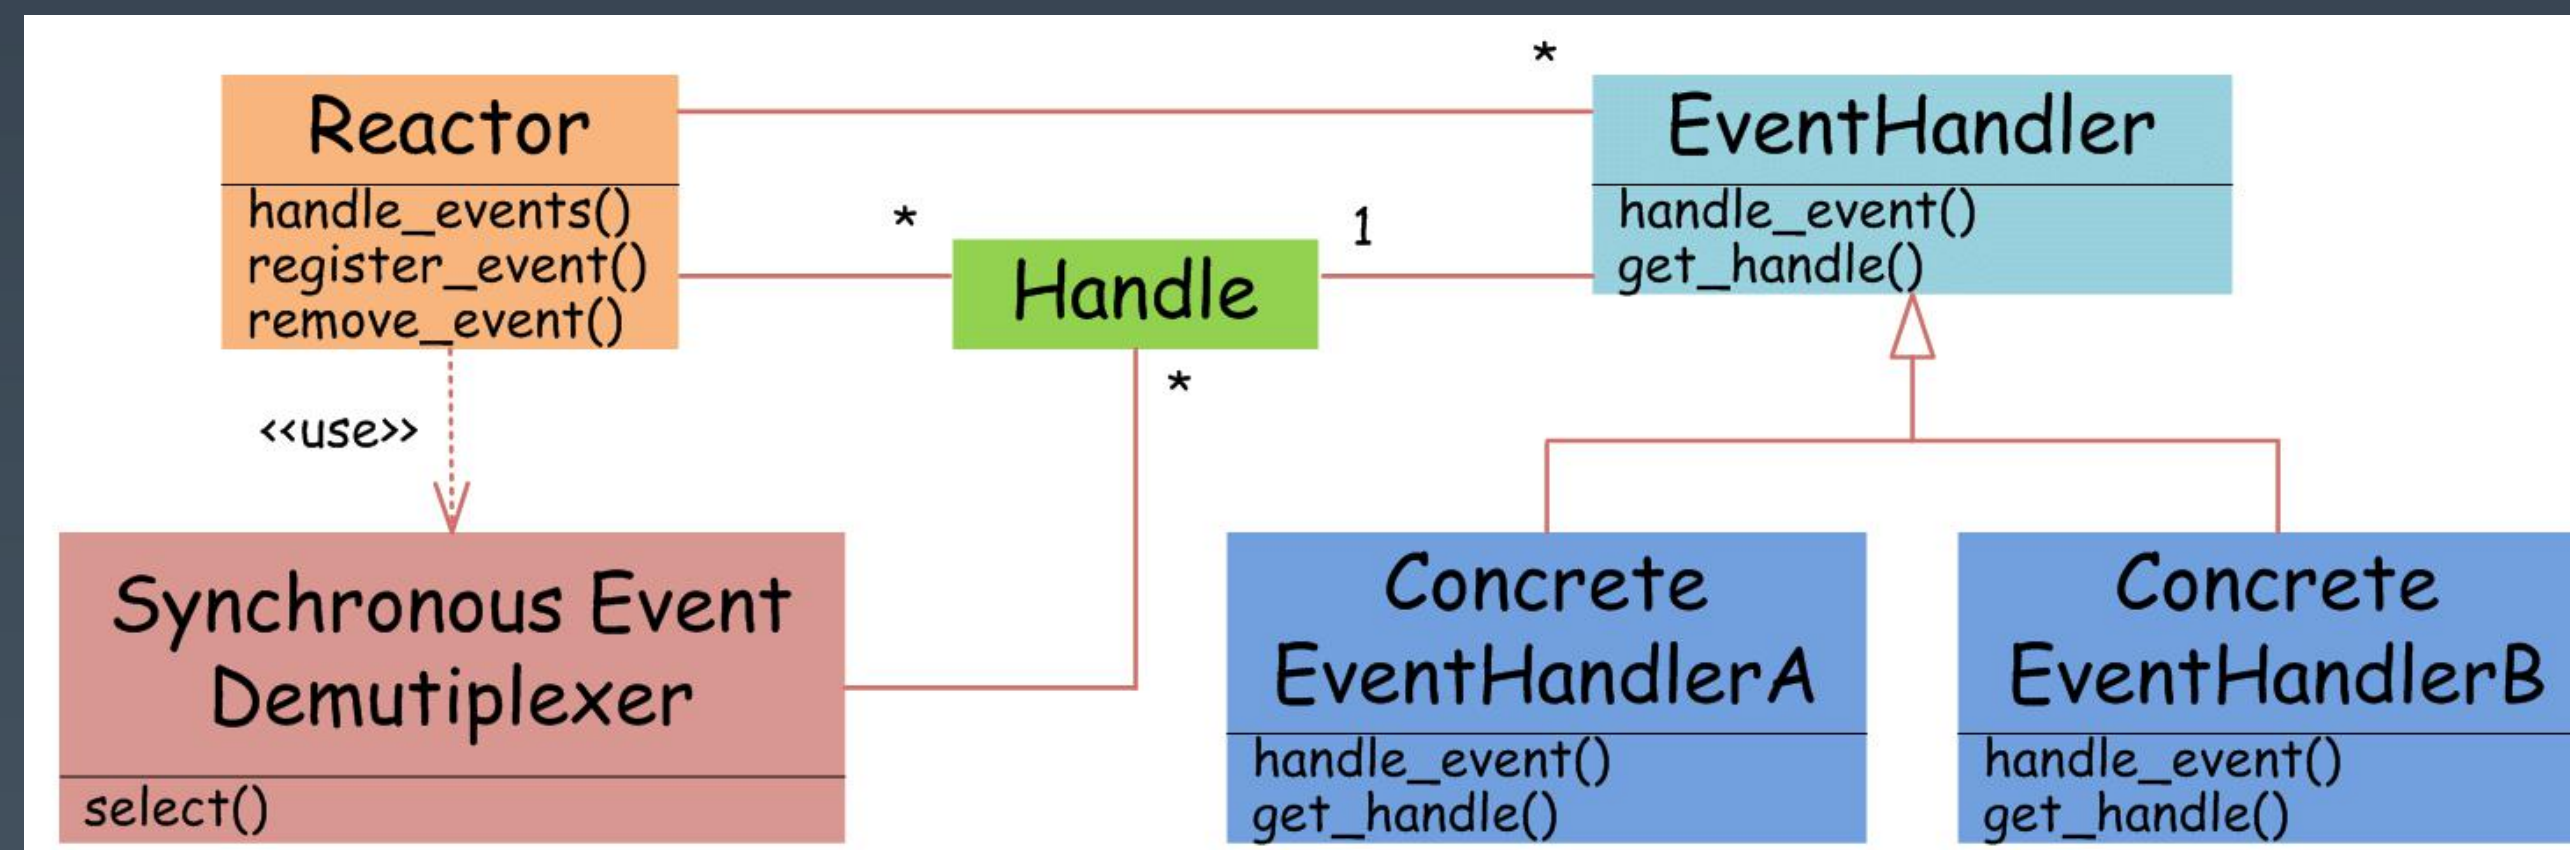 *
Reactor
handle_events()
register_event()
remove_event()
EventHandler
handle_event()
get_handle()
*
Handle
1
*
<<use>>
Synchronous Event
Demutiplexer
select()
Concrete
EventHandlerA
handle_event()
get_handle()
Concrete
EventHandlerB
handle_event()
get_handle()